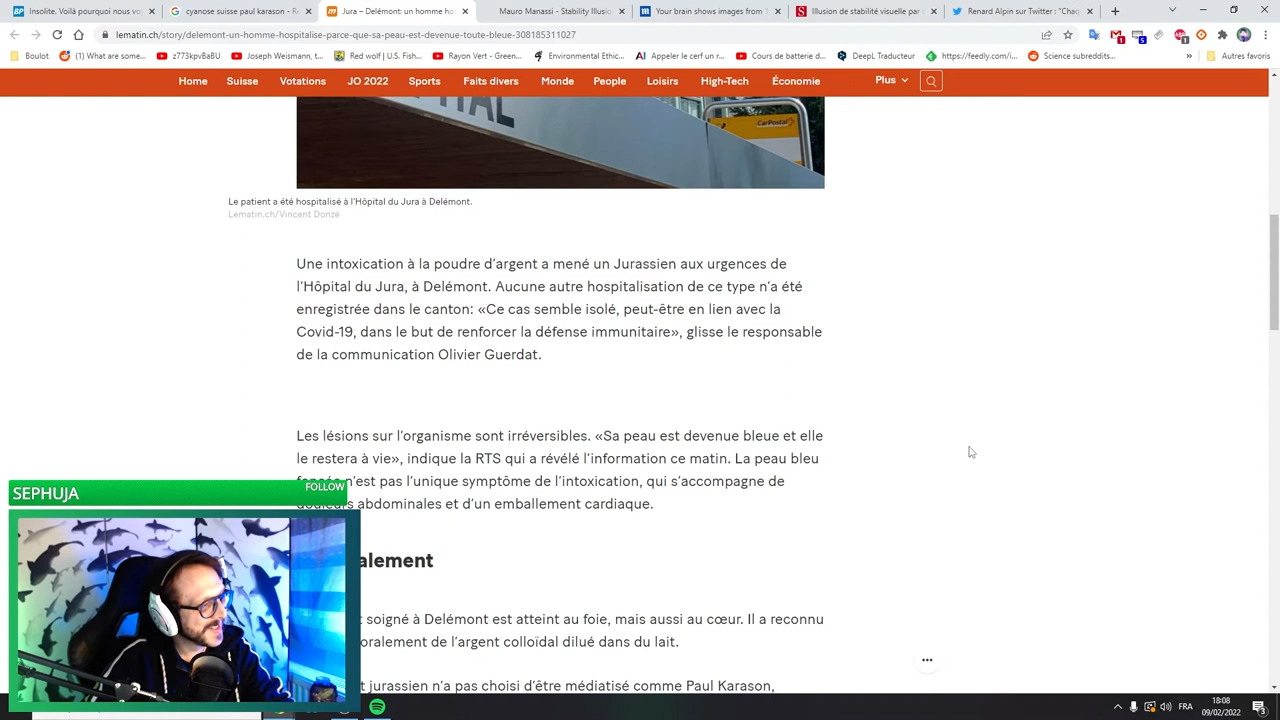 Insolite. Voilà pourquoi nous vo
cyanose suisse paul karason - R
Jura – Delémont: un homme ho
Mauro Manassi - Stability Illusio
Your brain shows images from
Illusion de stabilité visuelle par l
Renard Alpin sur Twitter : "Chaq
lematin.ch/story/delemont-un-homme-hospitalise-parce-que-sa-peau-est-devenue-toute-bleue-308185311027
Boulot
(1) What are some...
z773kpvBaBU
Joseph Weismann, t...
Red wolf | U.S. Fish...
Rayon Vert - Green...
Environmental Ethic...
Appeler le cerf un r...
Cours de batterie d...
DeepL Traducteur
https://feedly.com/i...
Science subreddits...
»
Autres favoris
Home Suisse Votations JO 2022 Sports Faits divers Monde People Loisirs High-Tech Économie Plus
CarPostal
Le patient a été hospitalisé à l'Hôpital du Jura à Delémont.
Lematin.ch/Vincent Donzé
Une intoxication à la poudre d'argent a mené un Jurassien aux urgences de
l'Hôpital du Jura, à Delémont. Aucune autre hospitalisation de ce type n'a été
enregistrée dans le canton: «Ce cas semble isolé, peut-être en lien avec la
Covid-19, dans le but de renforcer la défense immunitaire», glisse le responsable
de la communication Olivier Guerdat.
Les lésions sur l'organisme sont irréversibles. «Sa peau est devenue bleue et elle
le restera à vie», indique la RTS qui a révélé l'information ce matin. La peau bleu
n'est pas l'unique symptôme de l'intoxication, qui s'accompagne de
abdominales et d'un emballement cardiaque.
SEPHUJA
FOLLOW
alement
soigné à Delémont est atteint au foie, mais aussi au cœur. Il a reconnu
oralement de l'argent colloïdal dilué dans du lait.
jurassien n'a pas choisi d'être médiatisé comme Paul Karason,
FRA
18:08
09/02/2022